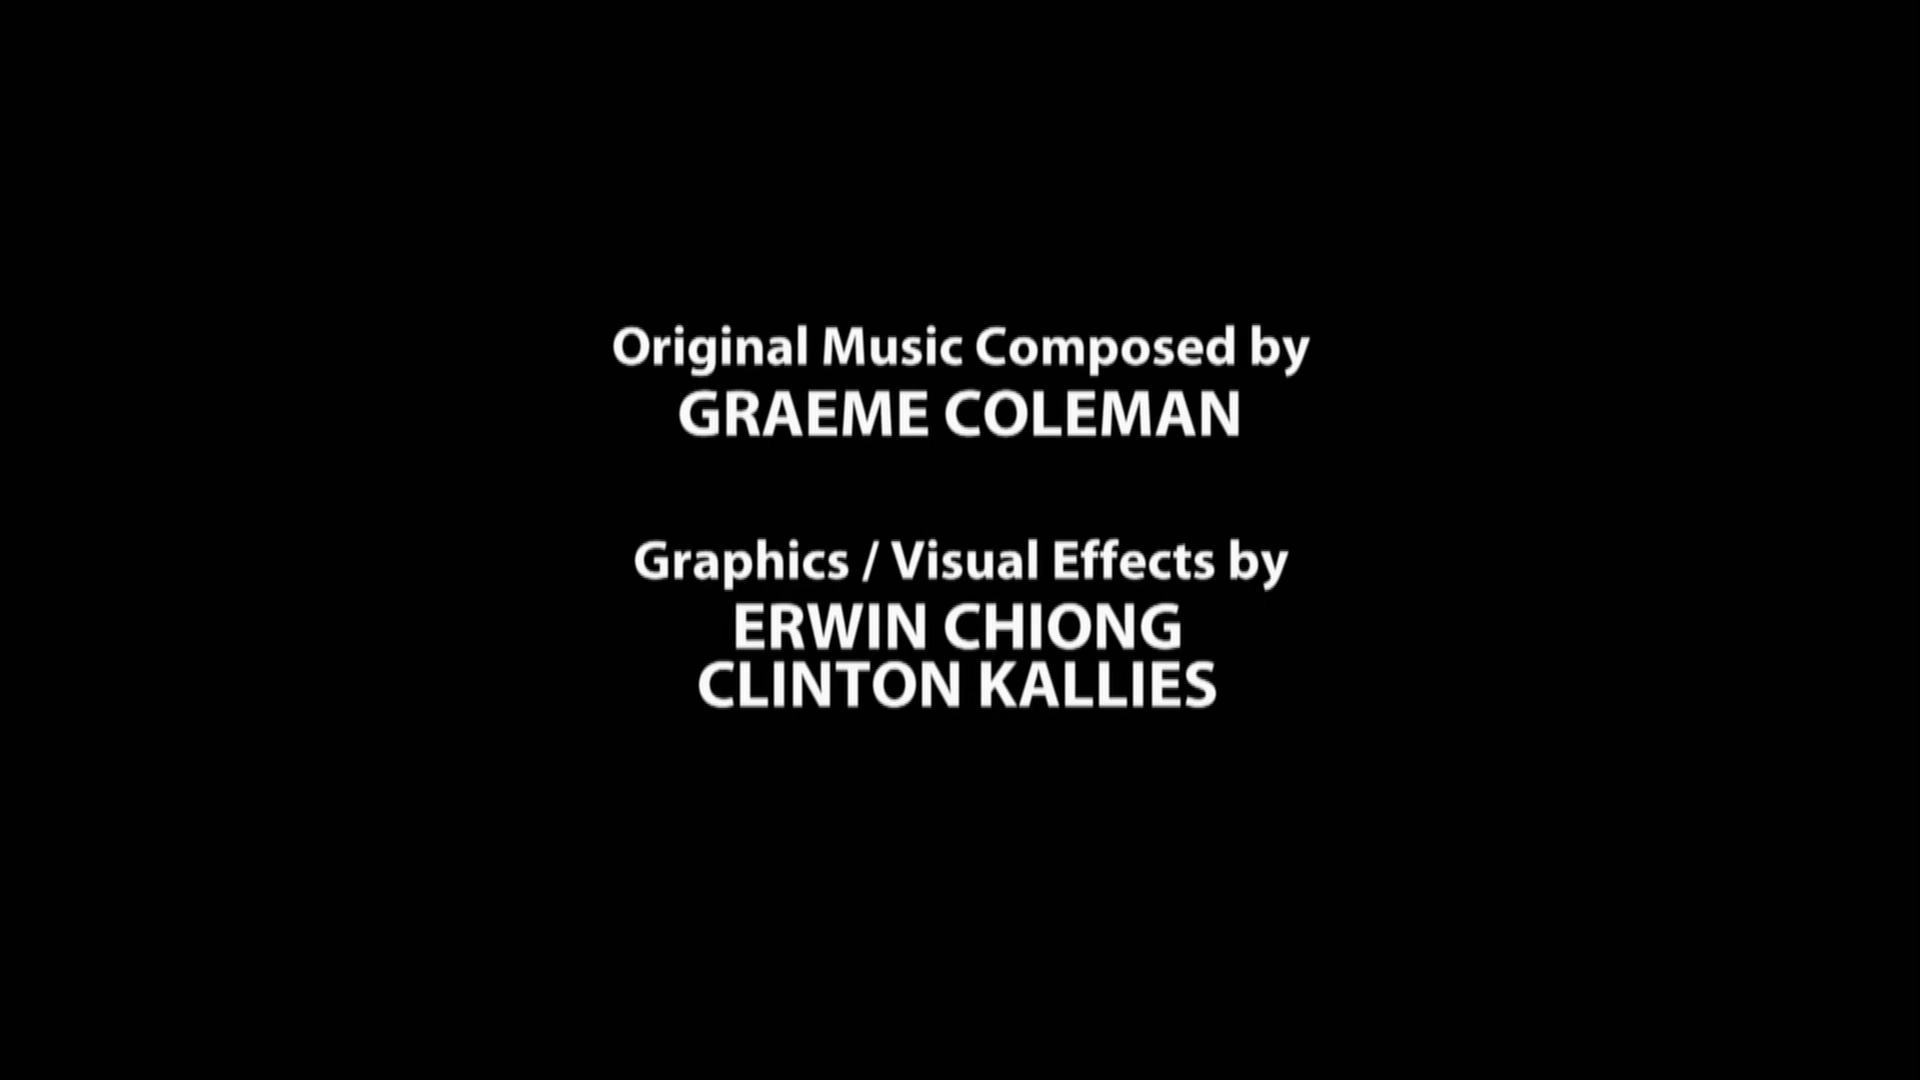 Original Music Composed by
GRAEME COLEMAN
Graphics / Visual Effects by
ERWIN CHIONG
CLINTON KALLIES